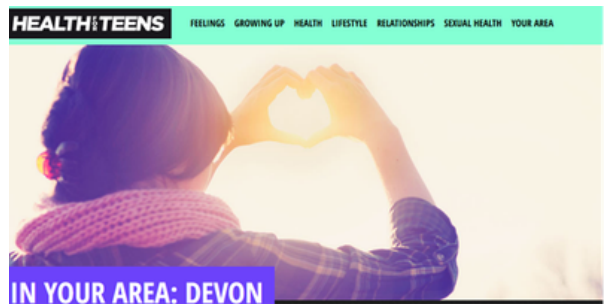 HEALTH FOR TEENS
FEELINGS GROWING UP HEALTH LIFESTYLE RELATIONSHIPS SEXUAL HEALTH YOUR AREA
IN YOUR AREA: DEVON